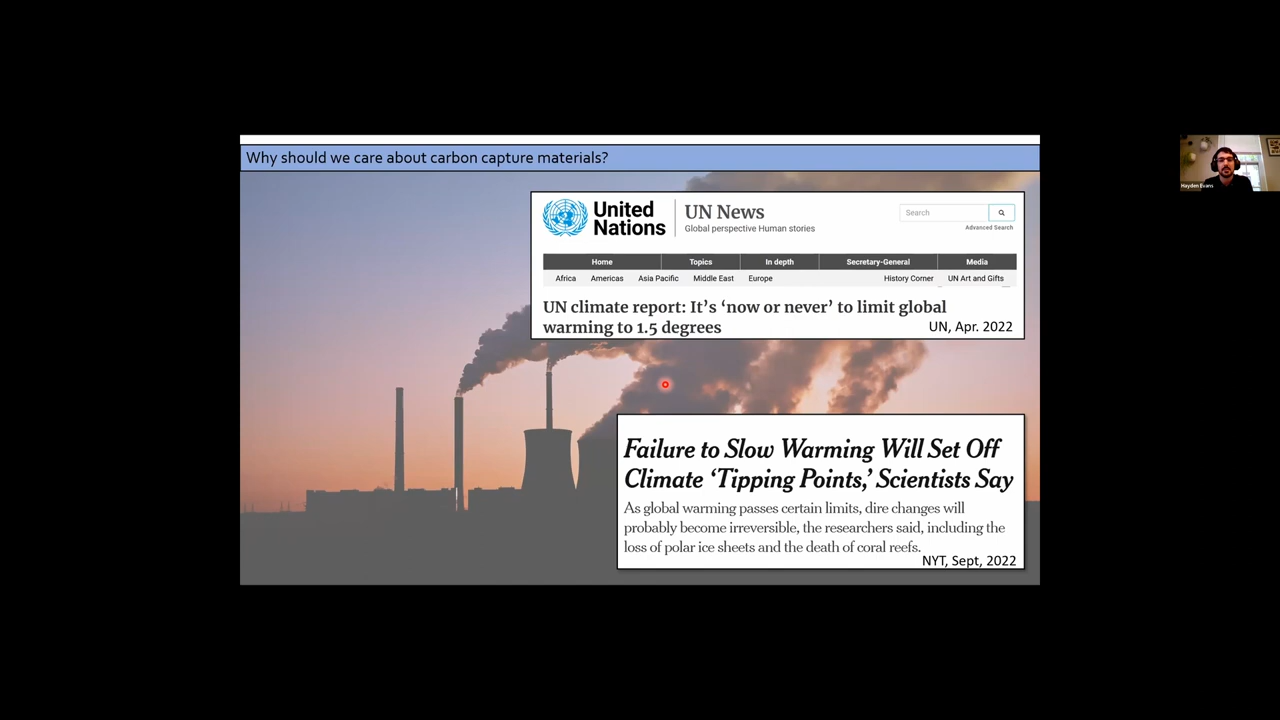 Why should we care about carbon capture materials?
United
Nations
UN News
Global perspective Human stories
Search
Advanced Search
Home Topics In depth Secretary-General Media
Africa Americas Asia Pacific Middle East Europe History Corner UN Art and Gifts
UN climate report: It’s ‘now or never’ to limit global
warming to 1.5 degrees
UN, Apr. 2022
Failure to Slow Warming Will Set Off
Climate ‘Tipping Points,’ Scientists Say
As global warming passes certain limits, dire changes will
probably become irreversible, the researchers said, including the
loss of polar ice sheets and the death of coral reefs.
NYT, Sept, 2022
Hayden Evans